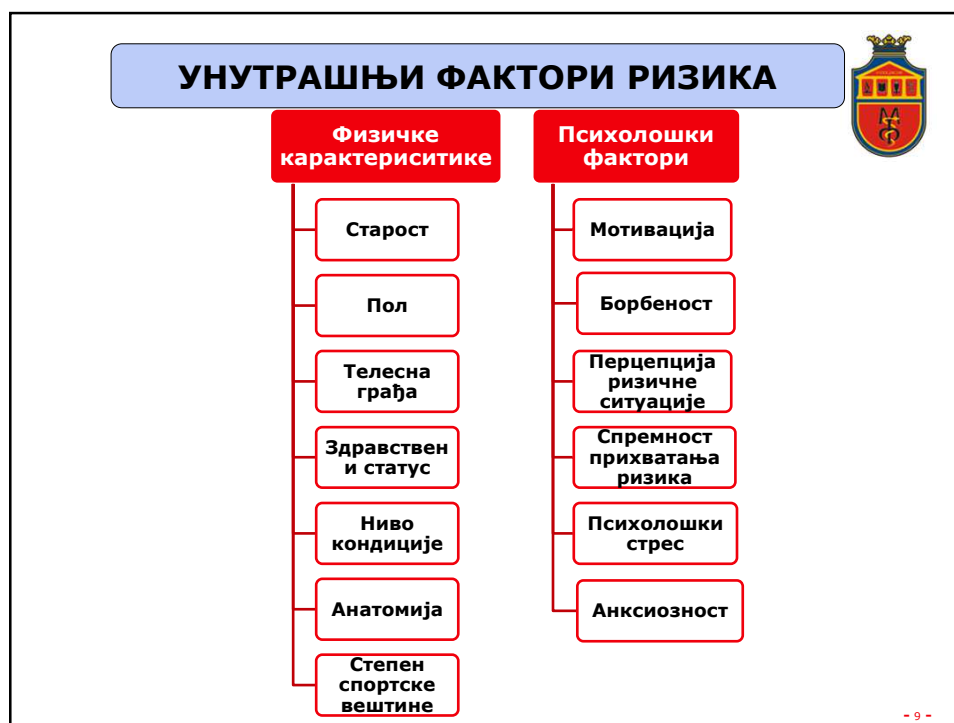 УНУТРАШЊИ ФАКТОРИ РИЗИКА
Физичке
карактериситике
Старост
Пол
Телесна
грађа
Здравствен
и статус
Ниво
кондиције
Анатомија
Степен
спортске
вештине
Психолошки
фактори
Мотивација
Борбеност
Перцепција
ризичне
ситуације
Спремност
прихватања
ризика
Психолошки
стрес
Анксиозност
- 9 -